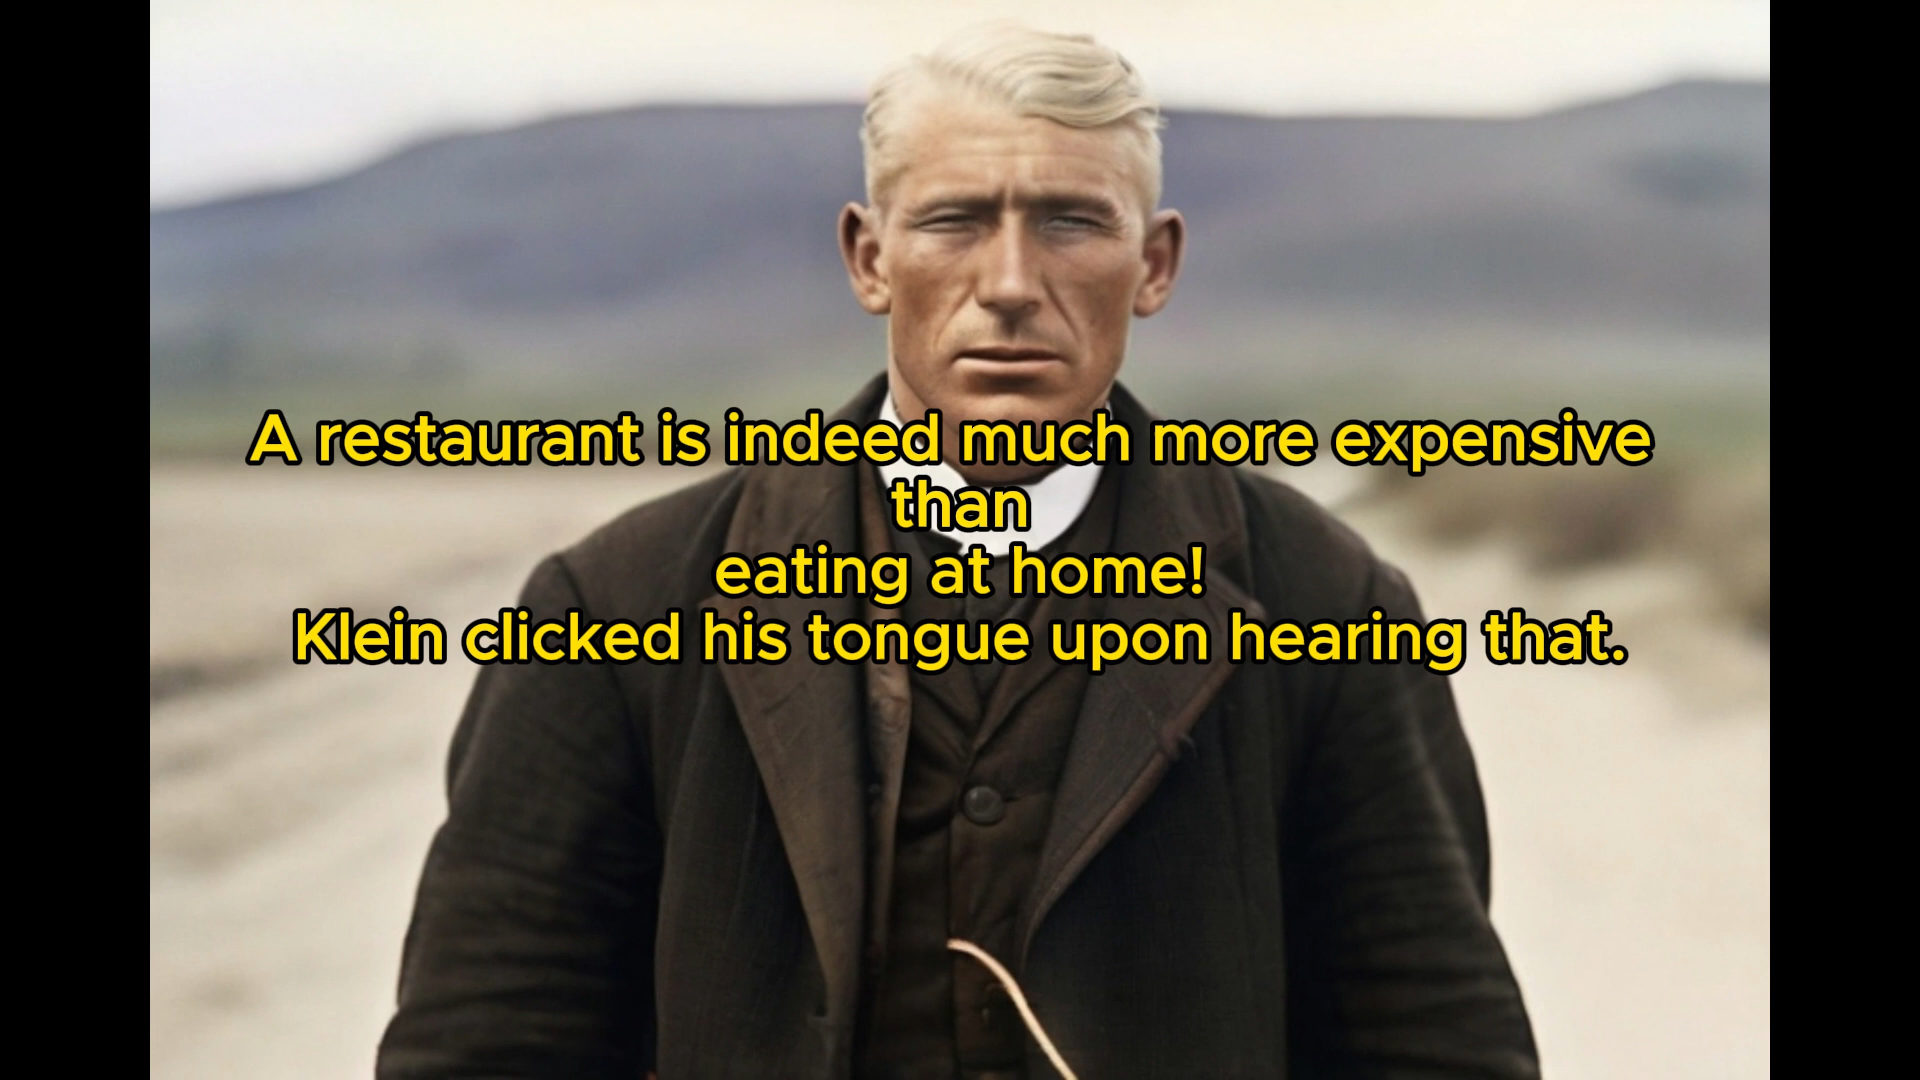 A restaurant is indeed much more expensive
than
eating at home!
Klein clicked his tongue upon hearing that.